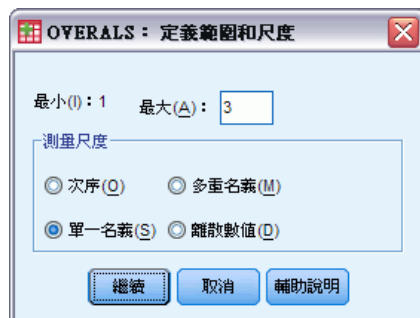 OVERALS：定義範圍和尺度
最小(I)：1 最大(A)： 3
測量尺度
次序(O) 多重名義(M)
單一名義(S) 離散數值(D)
繼續 取消 輔助說明